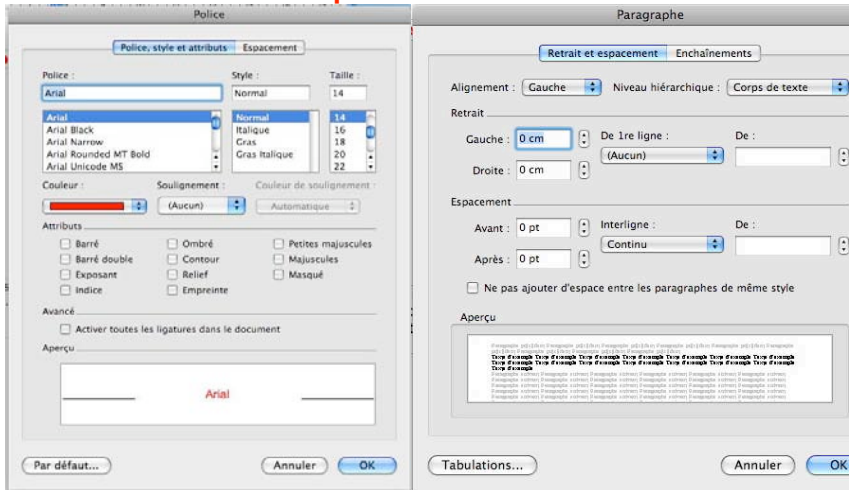 Police
Police, style et attributs Espacement
Police : Style : Taille :
Arial Normal 14
Arial Normal 14
Arial Black Italique 16
Arial Narrow Gras 18
Arial Rounded MT Bold Gras Italique 20
Arial Unicode MS 22
Couleur : Soulignement : Couleur de soulignement :
(Aucun) Automatique
Attributs
Barré Ombré Petites majuscules
Barré double Contour Majuscules
Exposant Relief Masqué
Indice Empreinte
Avancé
Activer toutes les ligatures dans le document
Aperçu
Arial
Par défaut... Annuler OK
Paragraphe
Retrait et espacement Enchaînements
Alignement : Gauche Niveau hiérarchique : Corps de texte
Retrait
Gauche : 0 cm De 1re ligne : De :
(Aucun)
Droite : 0 cm
Espacement
Avant : 0 pt Interligne : De :
Continu
Après : 0 pt
Ne pas ajouter d'espace entre les paragraphes de même style
Aperçu
Tabulations... Annuler OK